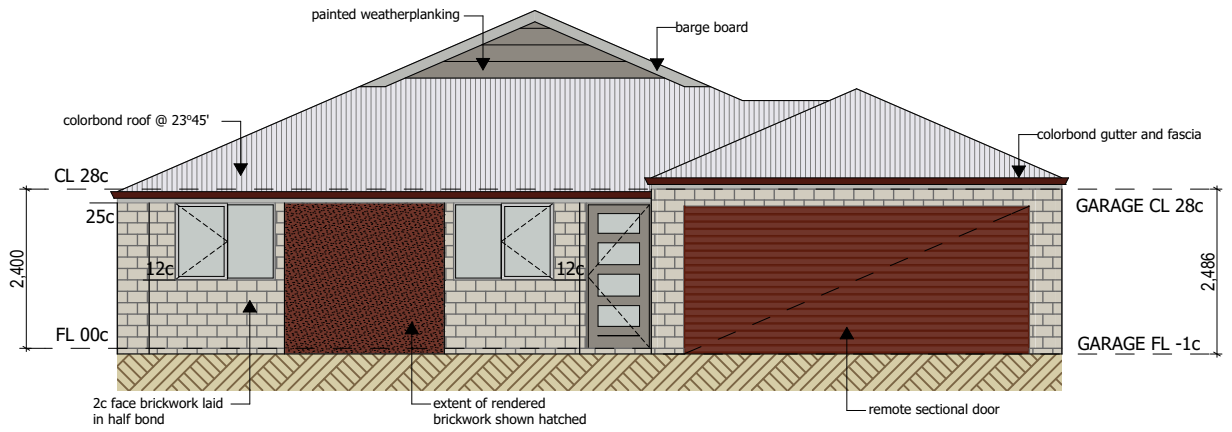 painted weatherplanking
barge board
colorbond roof @ 23º45'
colorbond gutter and fascia
CL 28c
25c
GARAGE CL 28c
12c
12c
2,400
2,486
FL 00c
GARAGE FL -1c
2c face brickwork laid
in half bond
extent of rendered
brickwork shown hatched
remote sectional door